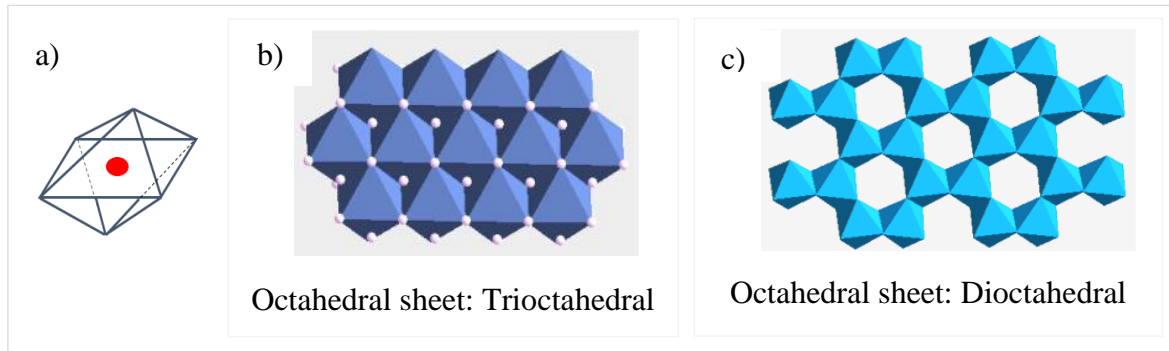 a)
b)
c)
Octahedral sheet: Trioctahedral
Octahedral sheet: Dioctahedral